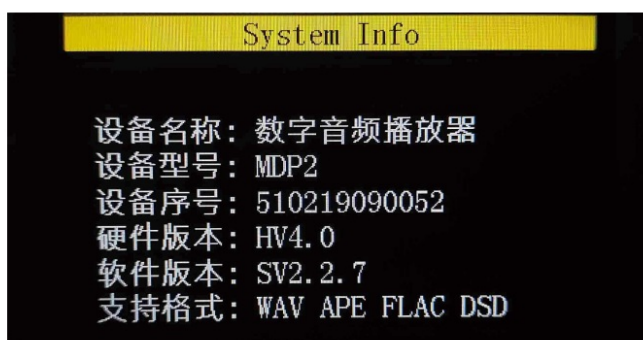 System Info
设备名称: 数字音频播放器
设备型号: MDP2
设备序号: 510219090052
硬件版本: HV4.0
软件版本: SV2.2.7
支持格式: WAV APE FLAC DSD